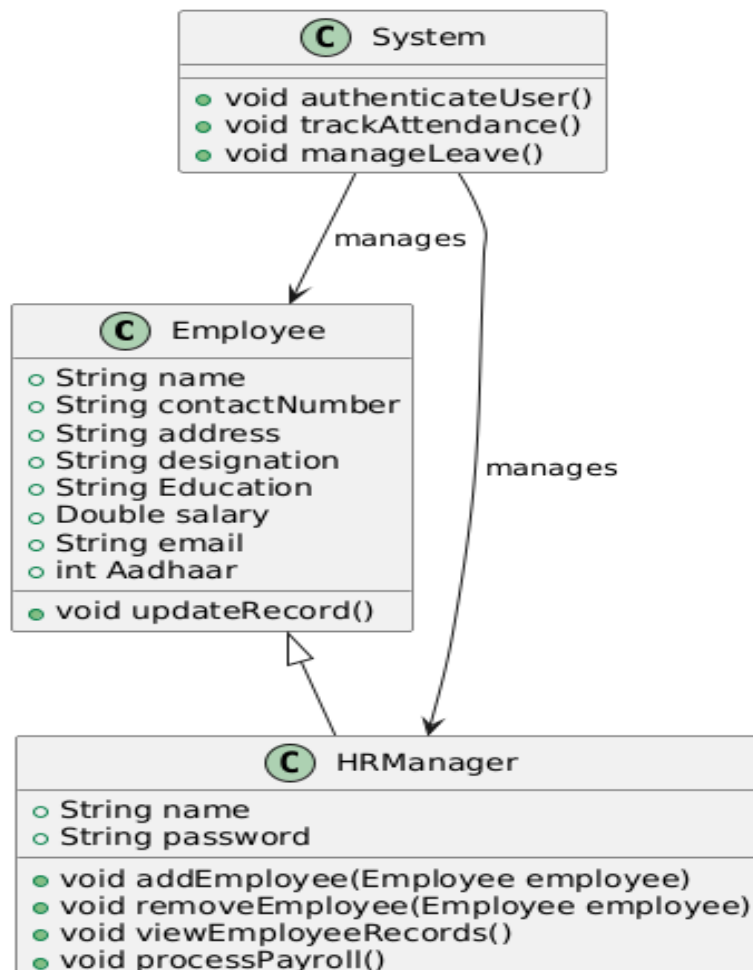 C System
void authenticateUser()
void trackAttendance()
void manageLeave()
manages
C Employee
String name
String contactNumber
String address
String designation
String Education
Double salary
String email
int Aadhaar
void updateRecord()
manages
C HRManager
String name
String password
void addEmployee(Employee employee)
void removeEmployee(Employee employee)
void viewEmployeeRecords()
void processPayroll()